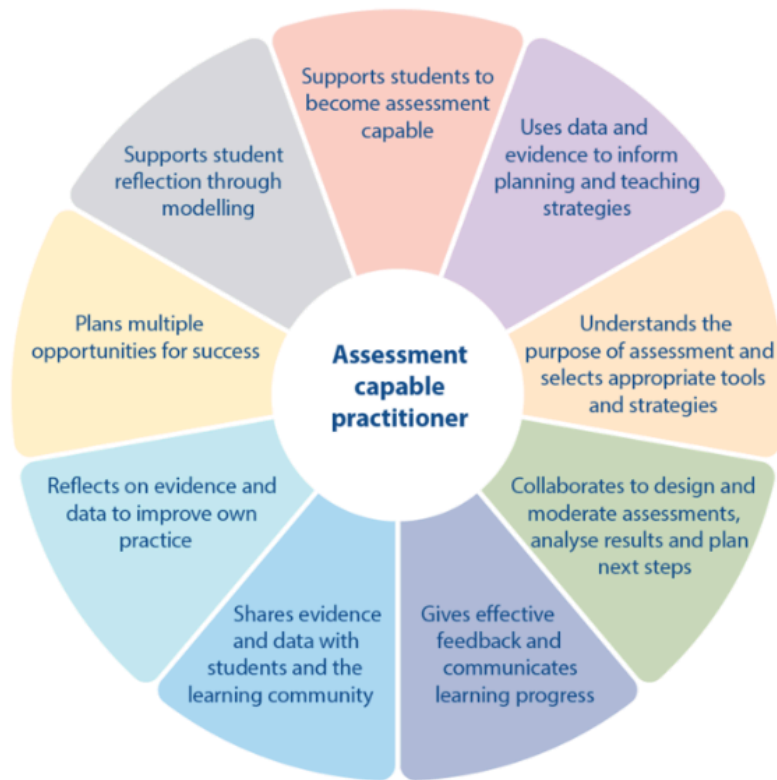 Supports students to
become assessment
capable
Uses data and
evidence to inform
planning and teaching
strategies
Understands the
purpose of assessment and
selects appropriate tools
and strategies
Collaborates to design and
moderate assessments,
analyse results and plan
next steps
Gives effective
feedback and
communicates
learning progress
Shares evidence
and data with
students and the
learning community
Reflects on evidence and
data to improve own
practice
Plans multiple
opportunities for success
Supports student
reflection through
modelling
Assessment
capable
practitioner